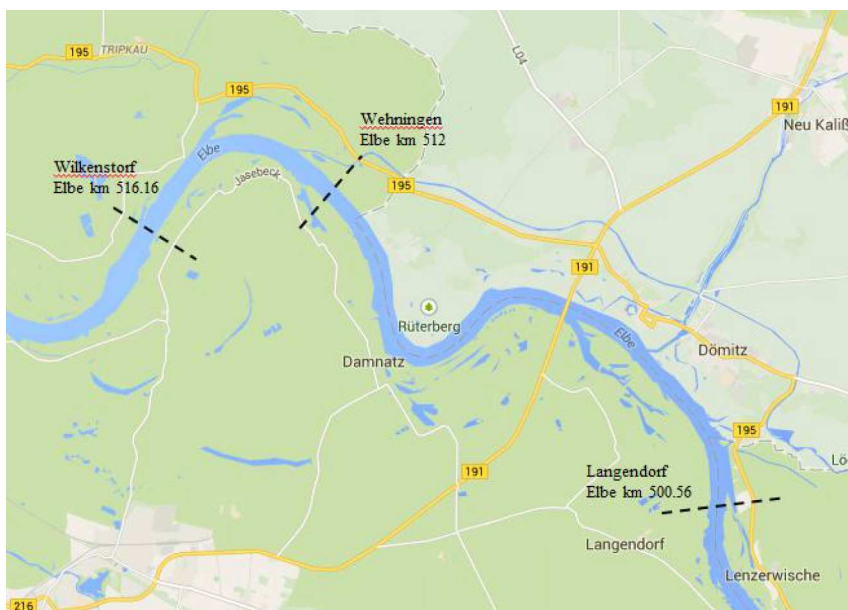 195
TRIPKAU
195
L04
191
Neu Kaliß
Wehningen
Elbe km 512
Wilkenstorf
Elbe km 516.16
Elbe
Jasebeck
195
191
Rüterberg
Elbe
Dömitz
Damnatz
195
Lö
191
Langendorf
Elbe km 500.56
Langendorf
Lenzerwische
216